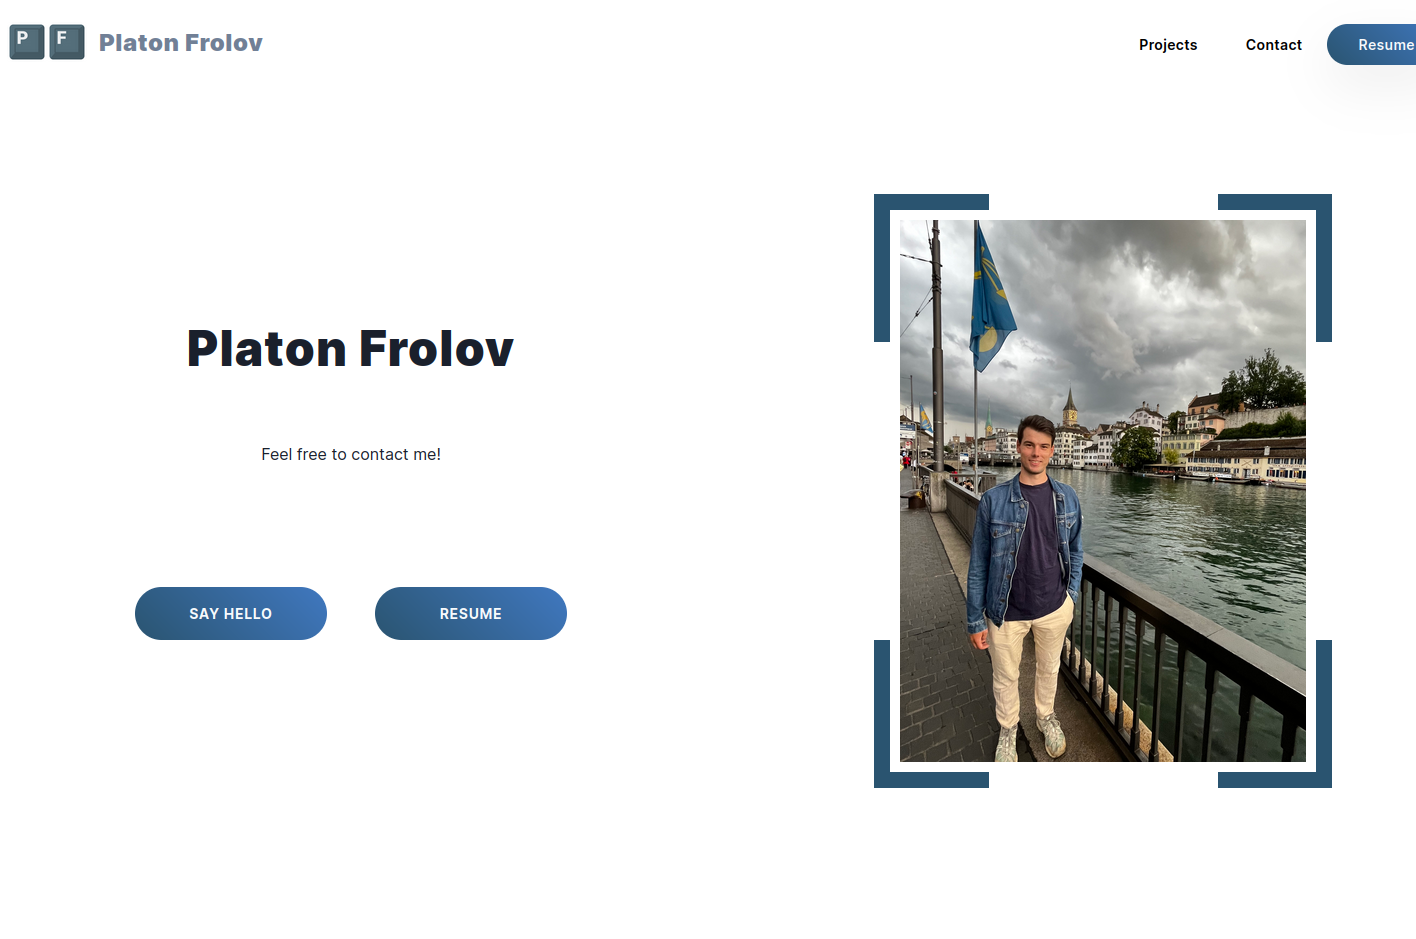 P F Platon Frolov
Projects Contact Resume
Platon Frolov
Feel free to contact me!
SAY HELLO RESUME